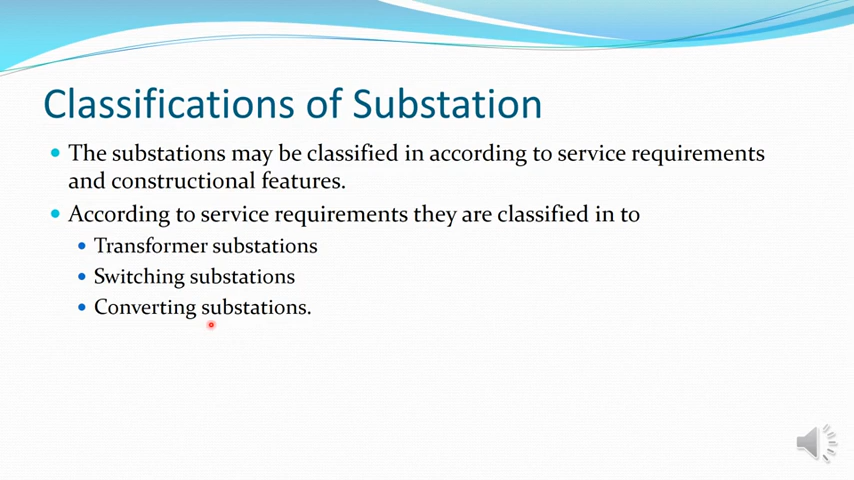 Classifications of Substation
The substations may be classified in according to service requirements
and constructional features.
According to service requirements they are classified in to
Transformer substations
Switching substations
Converting substations.